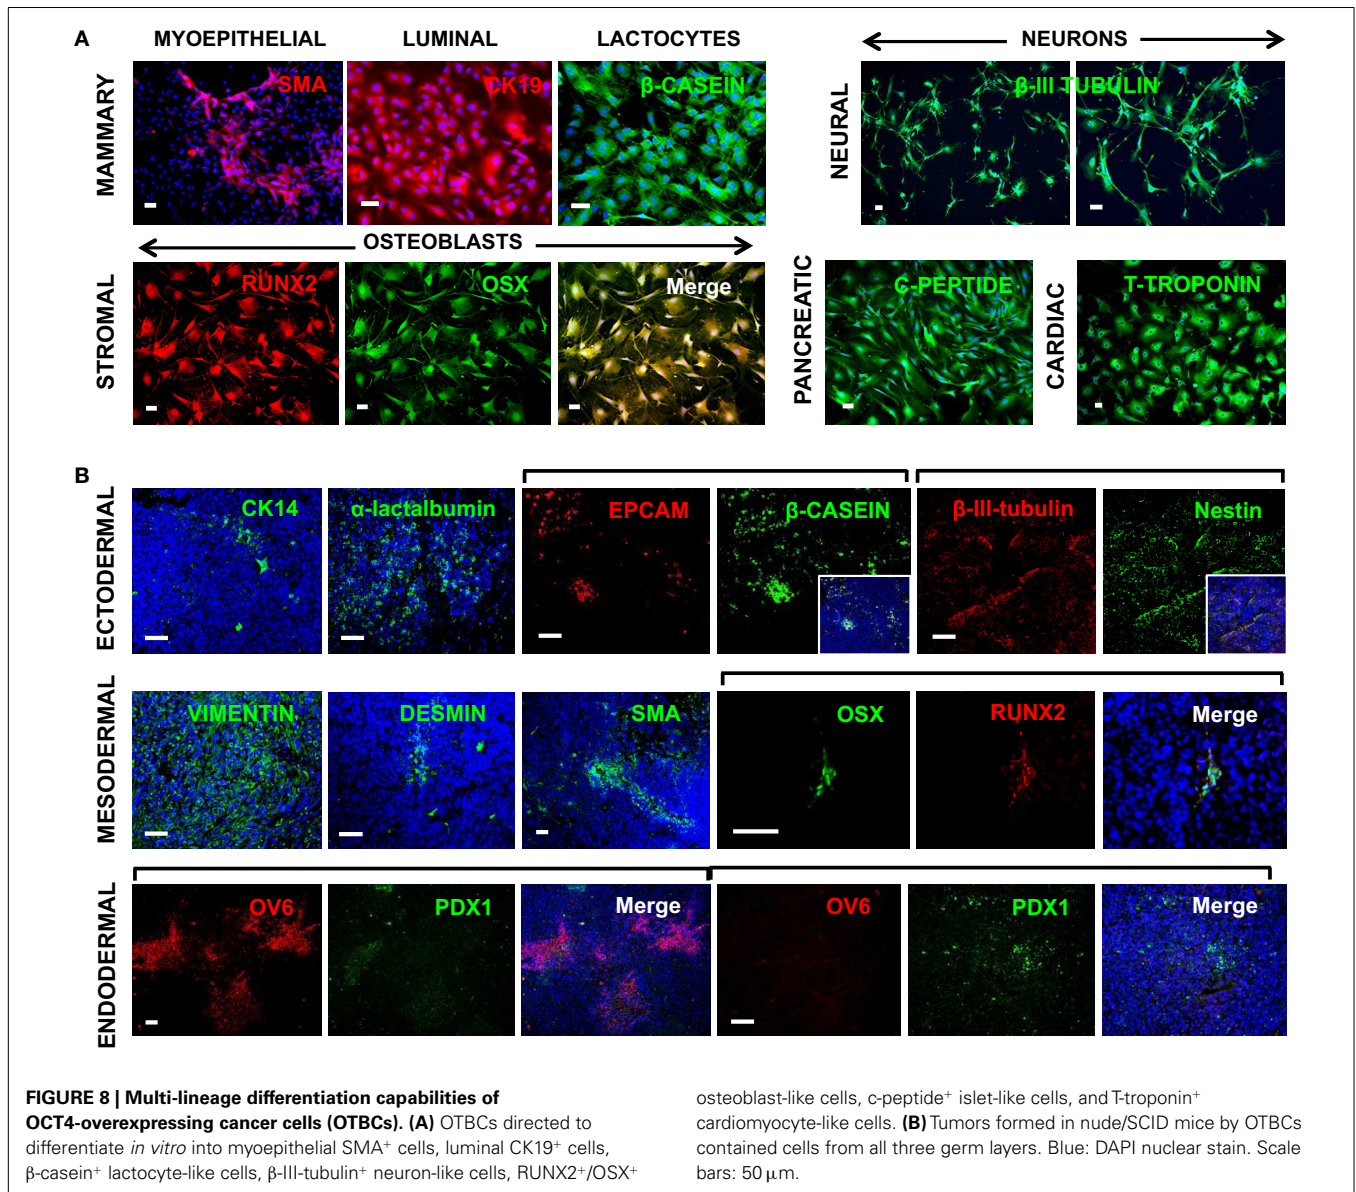 A
MYOEPITHELIAL
LUMINAL
LACTOCYTES
NEURONS
MAMMARY
SMA
CK19
β-CASEIN
NEURAL
β-III TUBULIN
OSTEOBLASTS
STROMAL
RUNX2
OSX
Merge
PANCREATIC
C-PEPTIDE
CARDIAC
T-TROPONIN
B
ECTODERMAL
CK14
α-lactalbumin
EPCAM
β-CASEIN
β-III-tubulin
Nestin
MESODERMAL
VIMENTIN
DESMIN
SMA
OSX
RUNX2
Merge
ENDODERMAL
OV6
PDX1
Merge
OV6
PDX1
Merge
FIGURE 8 | Multi-lineage differentiation capabilities of
OCT4-overexpressing cancer cells (OTBCs). (A) OTBCs directed to
differentiate in vitro into myoepithelial SMA⁺ cells, luminal CK19⁺ cells,
β-casein⁺ lactocyte-like cells, β-III-tubulin⁺ neuron-like cells, RUNX2⁺/OSX⁺
osteoblast-like cells, c-peptide⁺ islet-like cells, and T-troponin⁺
cardiomyocyte-like cells. (B) Tumors formed in nude/SCID mice by OTBCs
contained cells from all three germ layers. Blue: DAPI nuclear stain. Scale
bars: 50 μm.